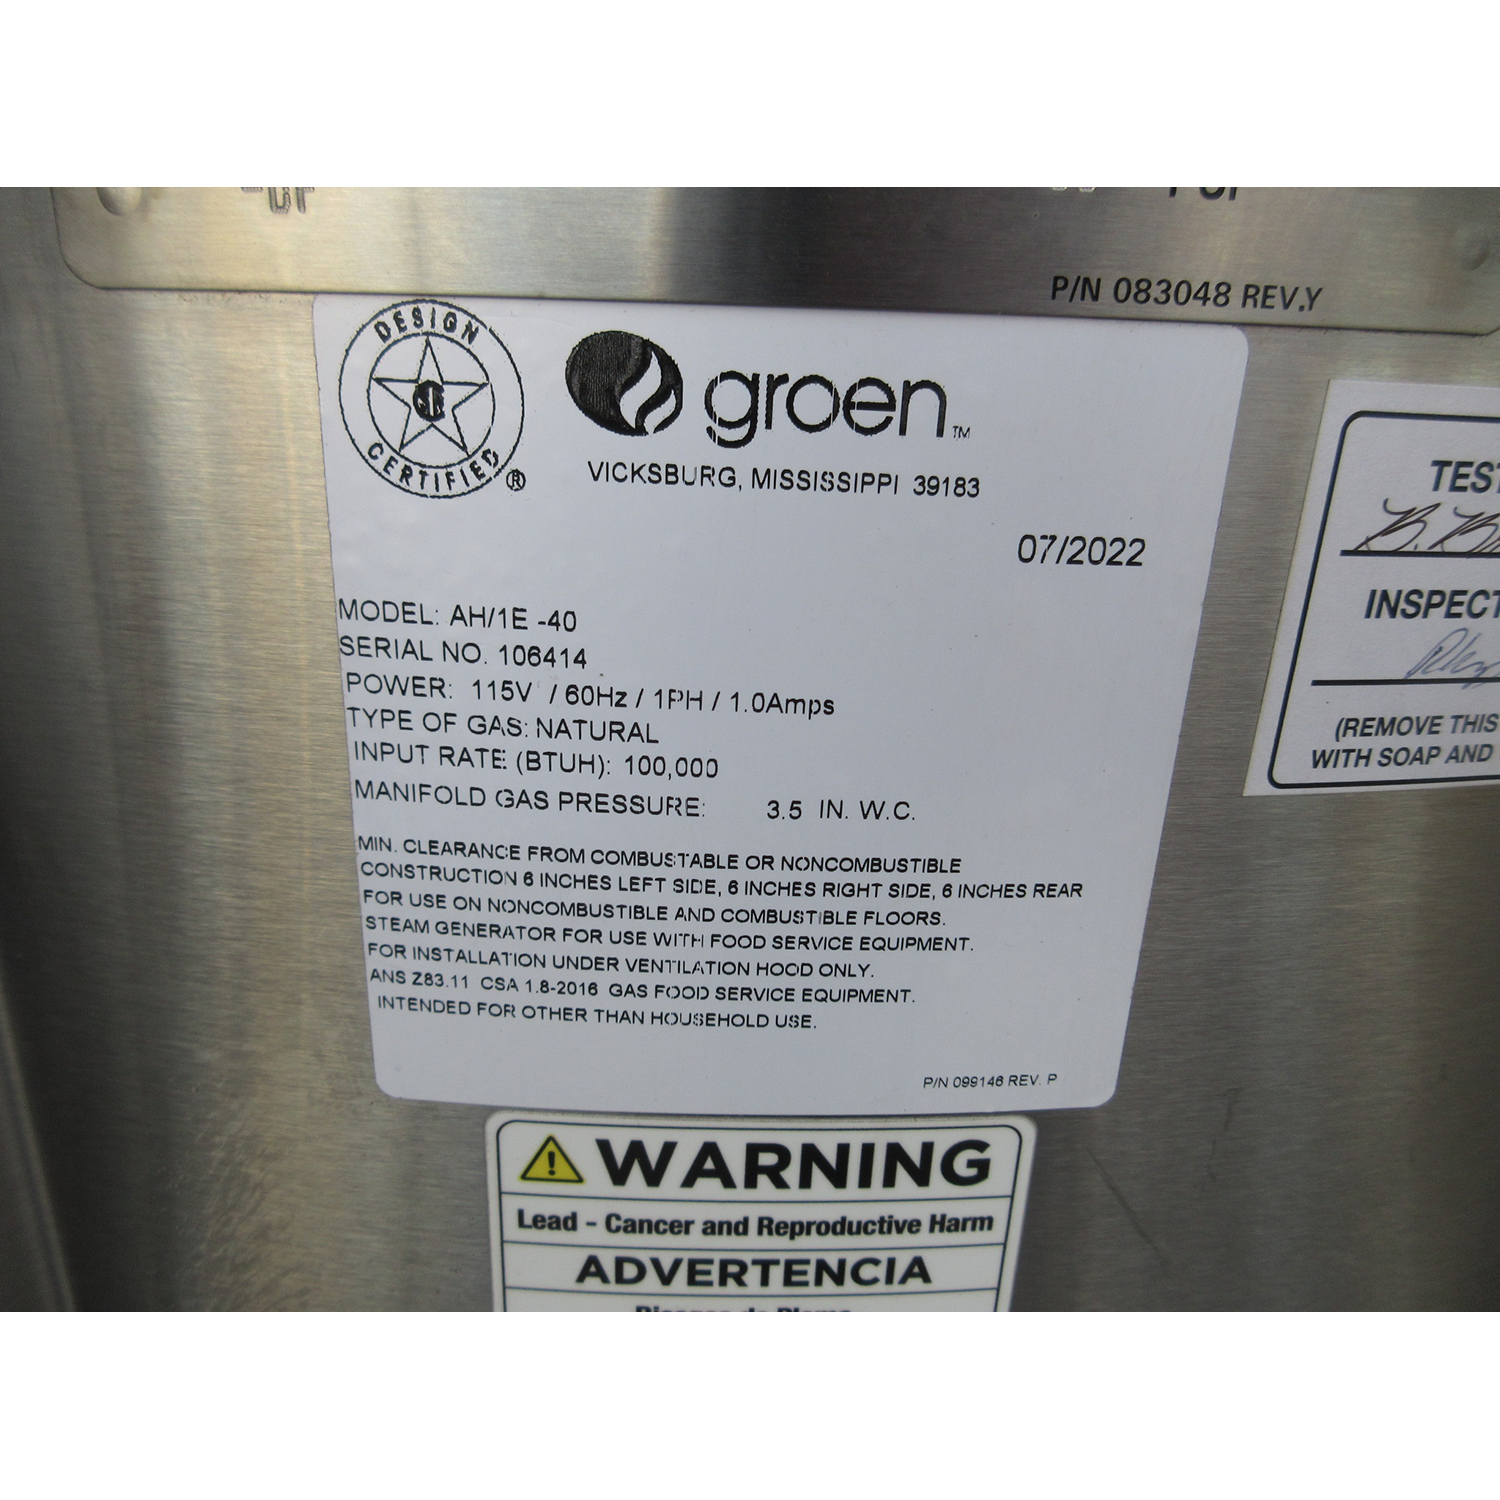 P/N 083048 REV.Y
DESIGN
CERTIFIED
®
groen™
VICKSBURG, MISSISSIPPI 39183
07/2022
MODEL: AH/1E -40
SERIAL NO. 106414
POWER: 115V / 60Hz / 1PH / 1.0Amps
TYPE OF GAS: NATURAL
INPUT RATE (BTUH): 100,000
MANIFOLD GAS PRESSURE: 3.5 IN. W.C.
MIN. CLEARANCE FROM COMBUSTABLE OR NONCOMBUSTIBLE
CONSTRUCTION 6 INCHES LEFT SIDE, 6 INCHES RIGHT SIDE, 6 INCHES REAR
FOR USE ON NONCOMBUSTIBLE AND COMBUSTIBLE FLOORS.
STEAM GENERATOR FOR USE WITH FOOD SERVICE EQUIPMENT.
FOR INSTALLATION UNDER VENTILATION HOOD ONLY.
ANS Z83.11 CSA 1.8-2016 GAS FOOD SERVICE EQUIPMENT.
INTENDED FOR OTHER THAN HOUSEHOLD USE.
P/N 099146 REV. P
TEST
INSPECT
(REMOVE THIS
WITH SOAP AND
WARNING
Lead - Cancer and Reproductive Harm
ADVERTENCIA